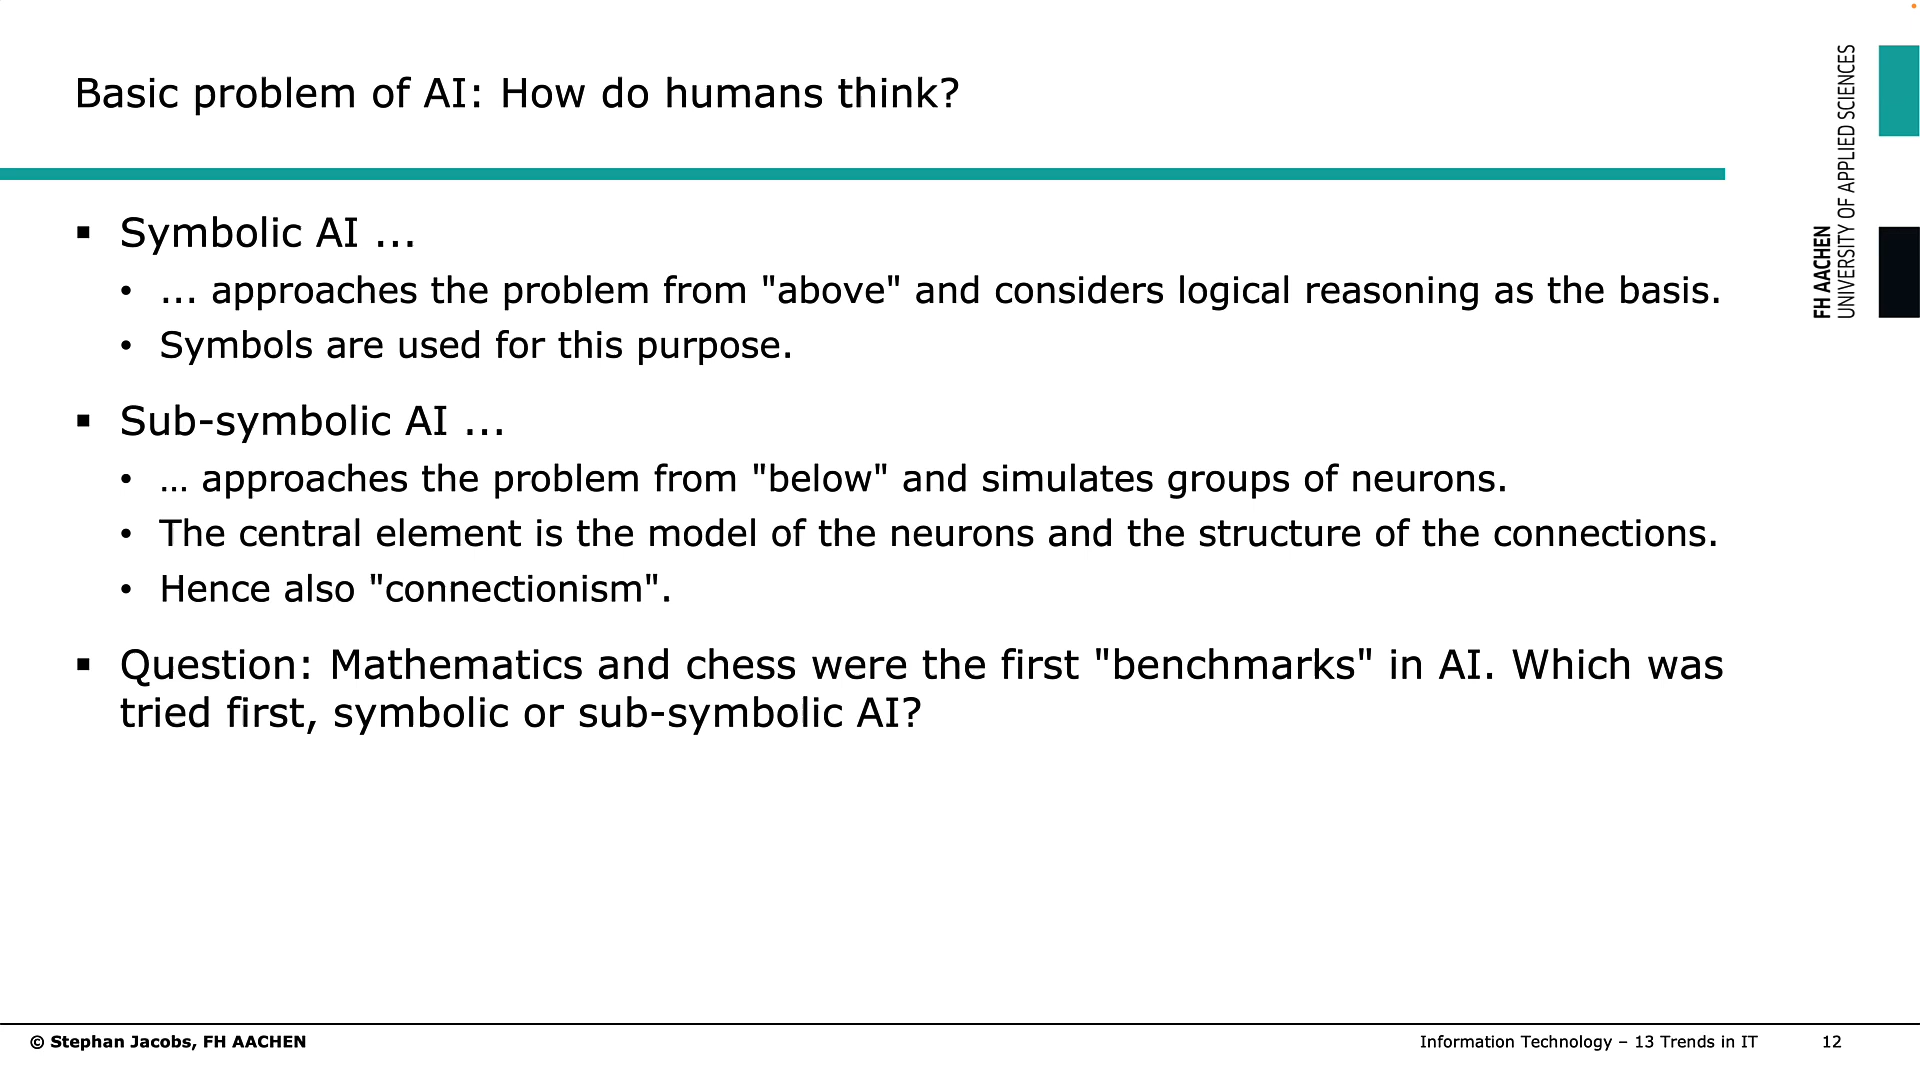 Basic problem of AI: How do humans think?
FH AACHEN
UNIVERSITY OF APPLIED SCIENCES
▪ Symbolic AI ...
• ... approaches the problem from "above" and considers logical reasoning as the basis.
• Symbols are used for this purpose.
▪ Sub-symbolic AI ...
• … approaches the problem from "below" and simulates groups of neurons.
• The central element is the model of the neurons and the structure of the connections.
• Hence also "connectionism".
▪ Question: Mathematics and chess were the first "benchmarks" in AI. Which was
tried first, symbolic or sub-symbolic AI?
© Stephan Jacobs, FH AACHEN
Information Technology – 13 Trends in IT
12